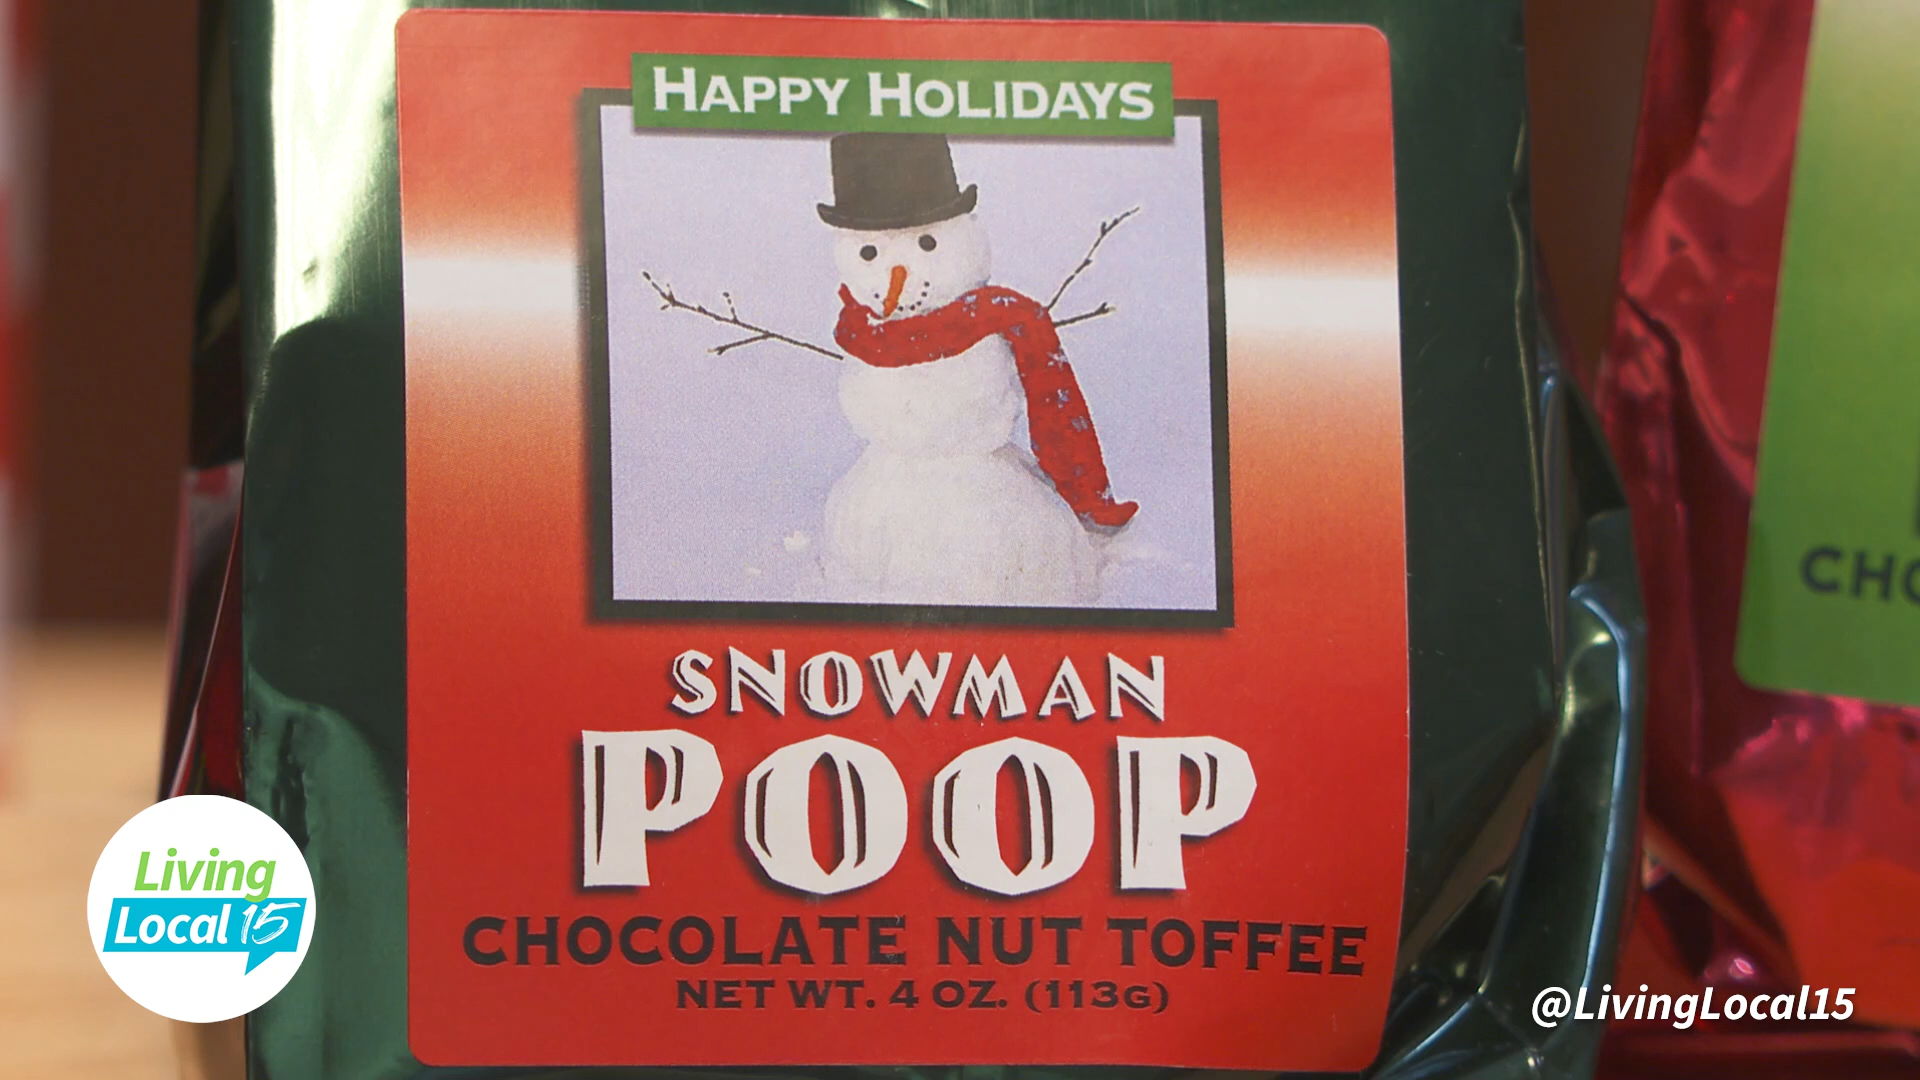 HAPPY HOLIDAYS
SNOWMAN
POOP
CHOCOLATE NUT TOFFEE
NET WT. 4 OZ. (113G)
Living
Local 15
@LivingLocal15